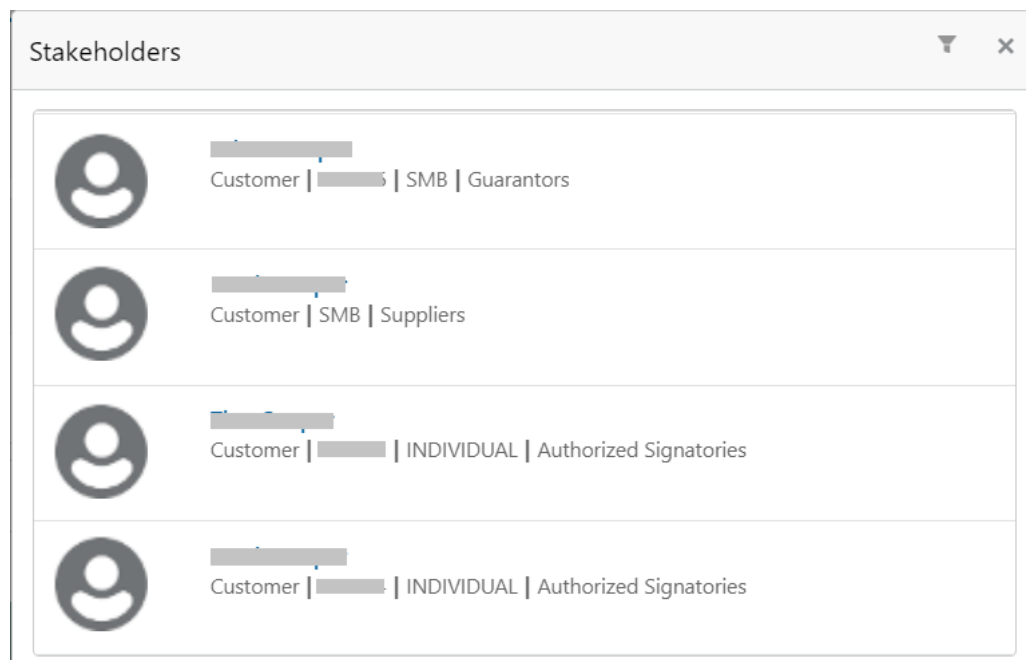 Stakeholders
Customer | | SMB | Guarantors
Customer | SMB | Suppliers
Customer | | INDIVIDUAL | Authorized Signatories
Customer | | INDIVIDUAL | Authorized Signatories